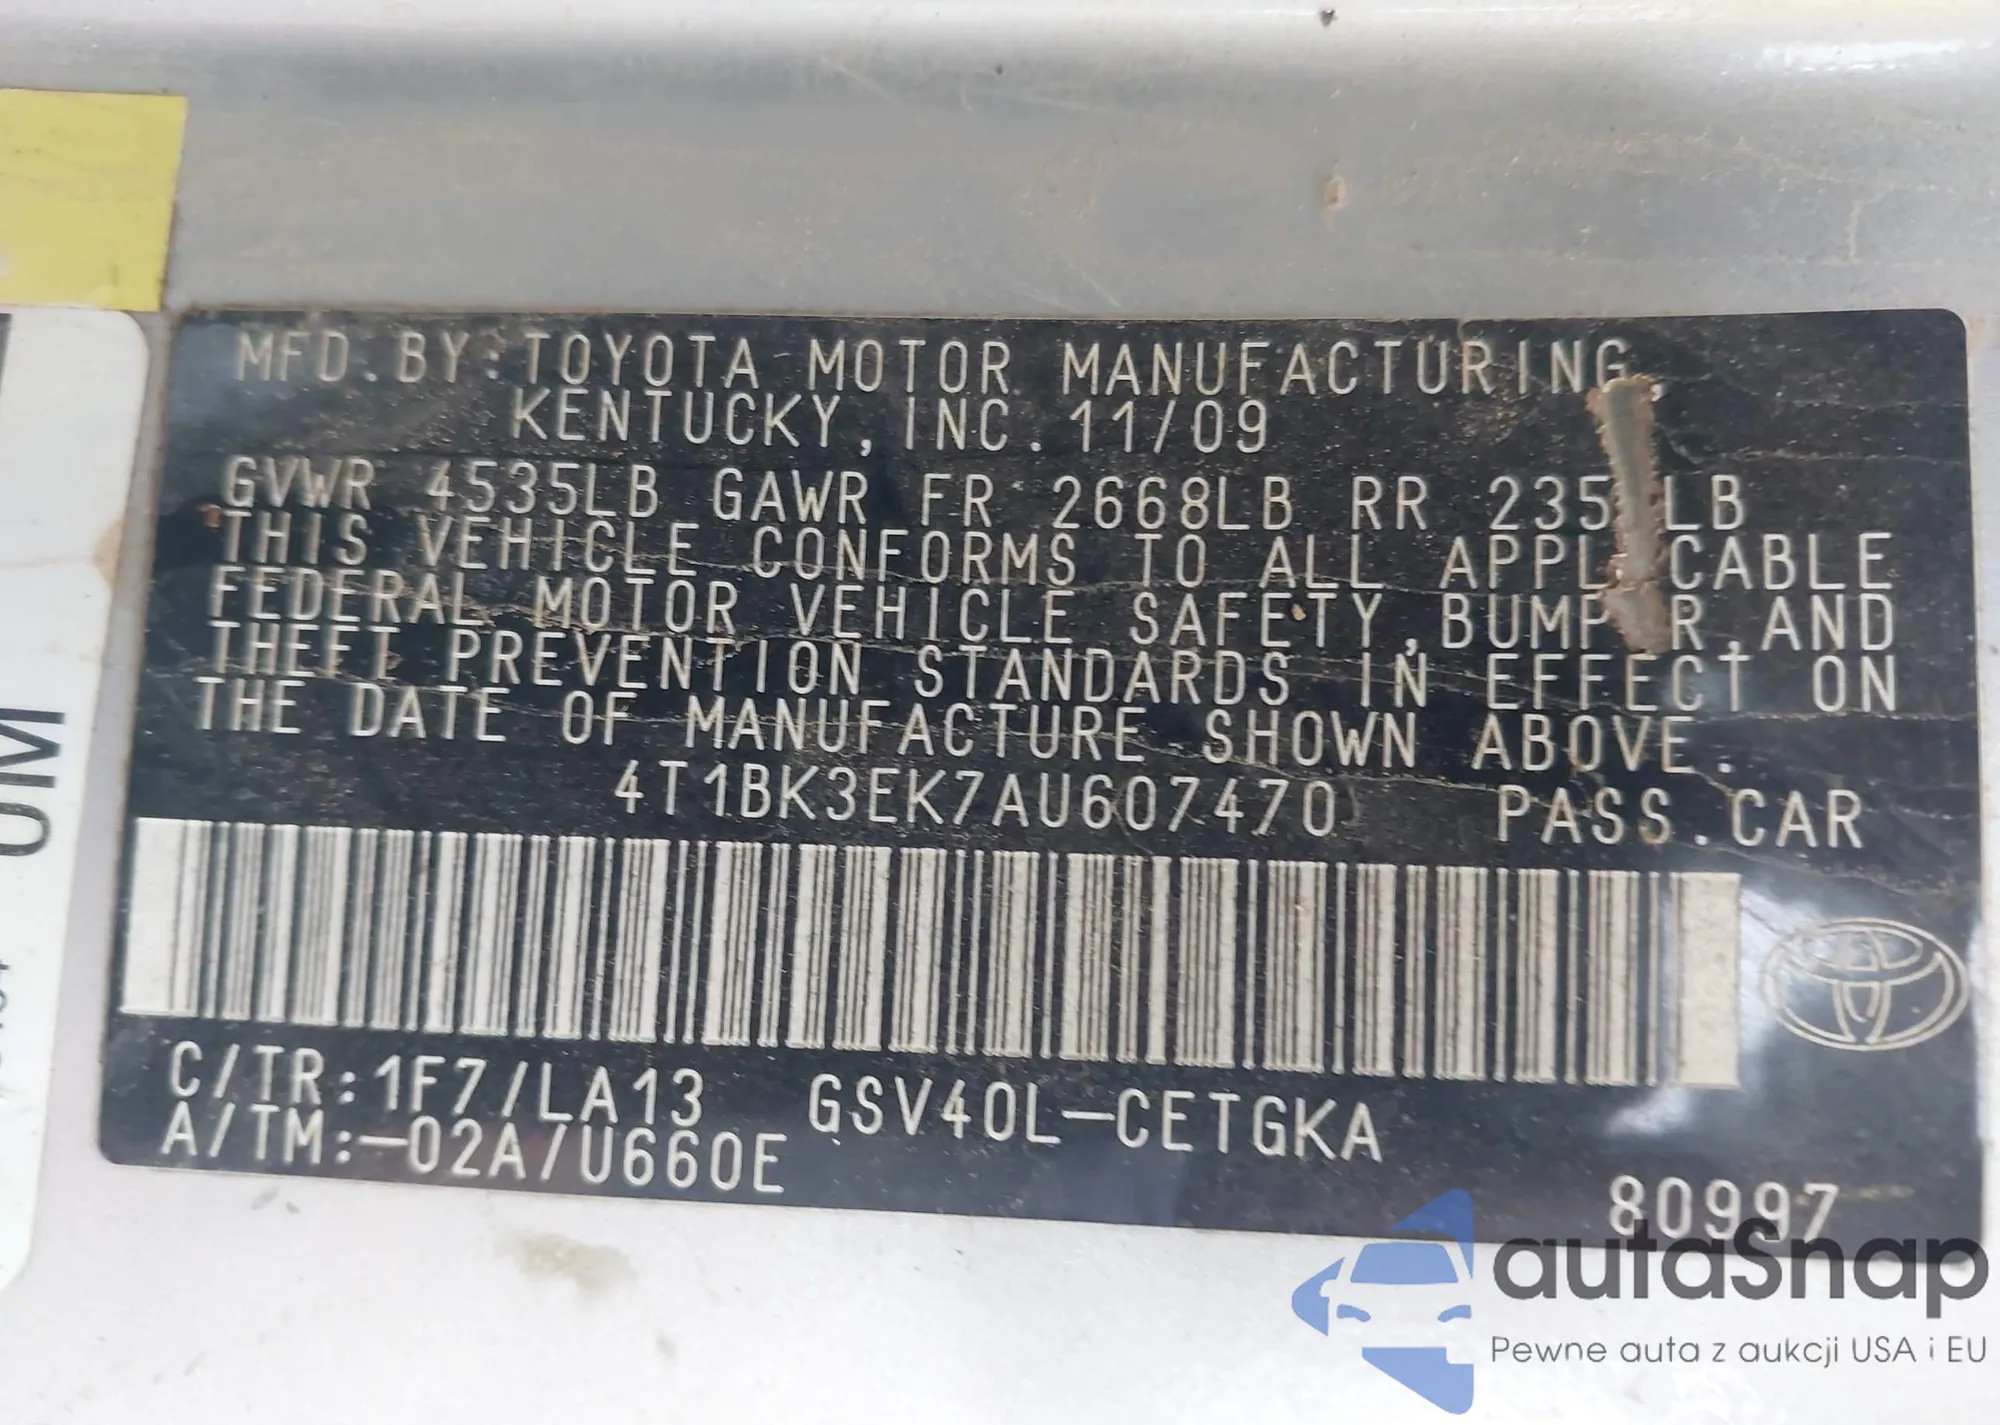 MFD.BY:TOYOTA MOTOR MANUFACTURING,
KENTUCKY,INC. 11/09
GVWR 4535LB GAWR FR 2668LB RR LB
THIS VEHICLE CONFORMS TO ALL
FEDERAL MOTOR VEHICLE SAFETY, AND
THEFT PREVENTION STANDARDS IN EFFECT ON
THE DATE OF MANUFACTURE SHOWN ABOVE.
4T1BK3EK7AU607470 PASS.CAR
C/TR:1F7/LA13 GSV40L-CETGKA
A/TM:-02A/U660E
80997
autaSnap
Pewne auta z aukcji USA i EU